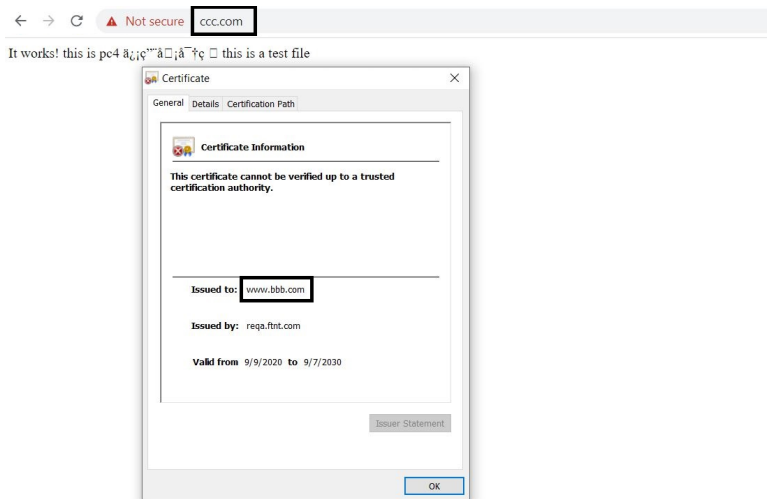 Not secure ccc.com
It works! this is pc4 ä¿¡ç"¨å�¡å¯†ç � this is a test file
Certificate
General Details Certification Path
Certificate Information
This certificate cannot be verified up to a trusted
certification authority.
Issued to: www.bbb.com
Issued by: reqa.ftnt.com
Valid from 9/9/2020 to 9/7/2030
Issuer Statement
OK